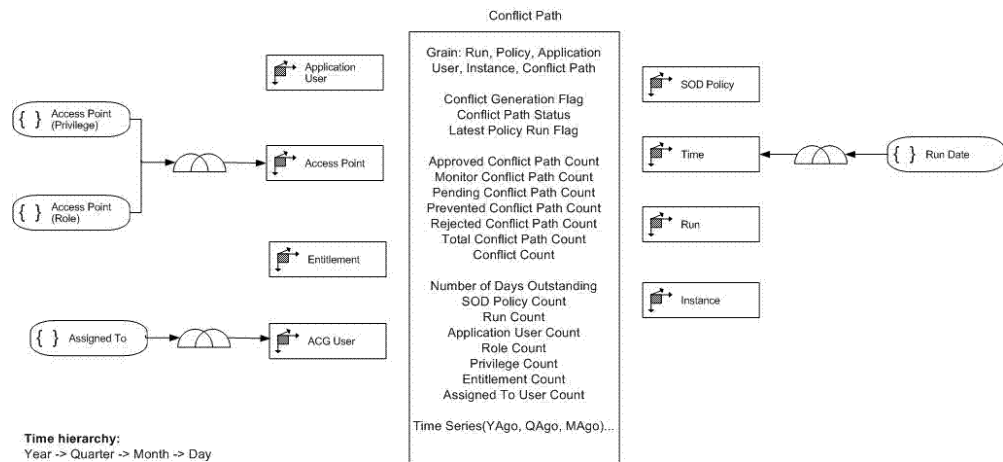 Conflict Path
Application
User
{ } Access Point
(Privilege)
Access Point
{ } Access Point
(Role)
Entitlement
{ } Assigned To
ACG User
Time hierarchy:
Year -> Quarter -> Month -> Day
Grain: Run, Policy, Application
User, Instance, Conflict Path
Conflict Generation Flag
Conflict Path Status
Latest Policy Run Flag
Approved Conflict Path Count
Monitor Conflict Path Count
Pending Conflict Path Count
Prevented Conflict Path Count
Rejected Conflict Path Count
Total Conflict Path Count
Conflict Count
Number of Days Outstanding
SOD Policy Count
Run Count
Application User Count
Role Count
Privilege Count
Entitlement Count
Assigned To User Count
Time Series(YAgo, QAgo, MAgo)...
SOD Policy
Time
{ } Run Date
Run
Instance